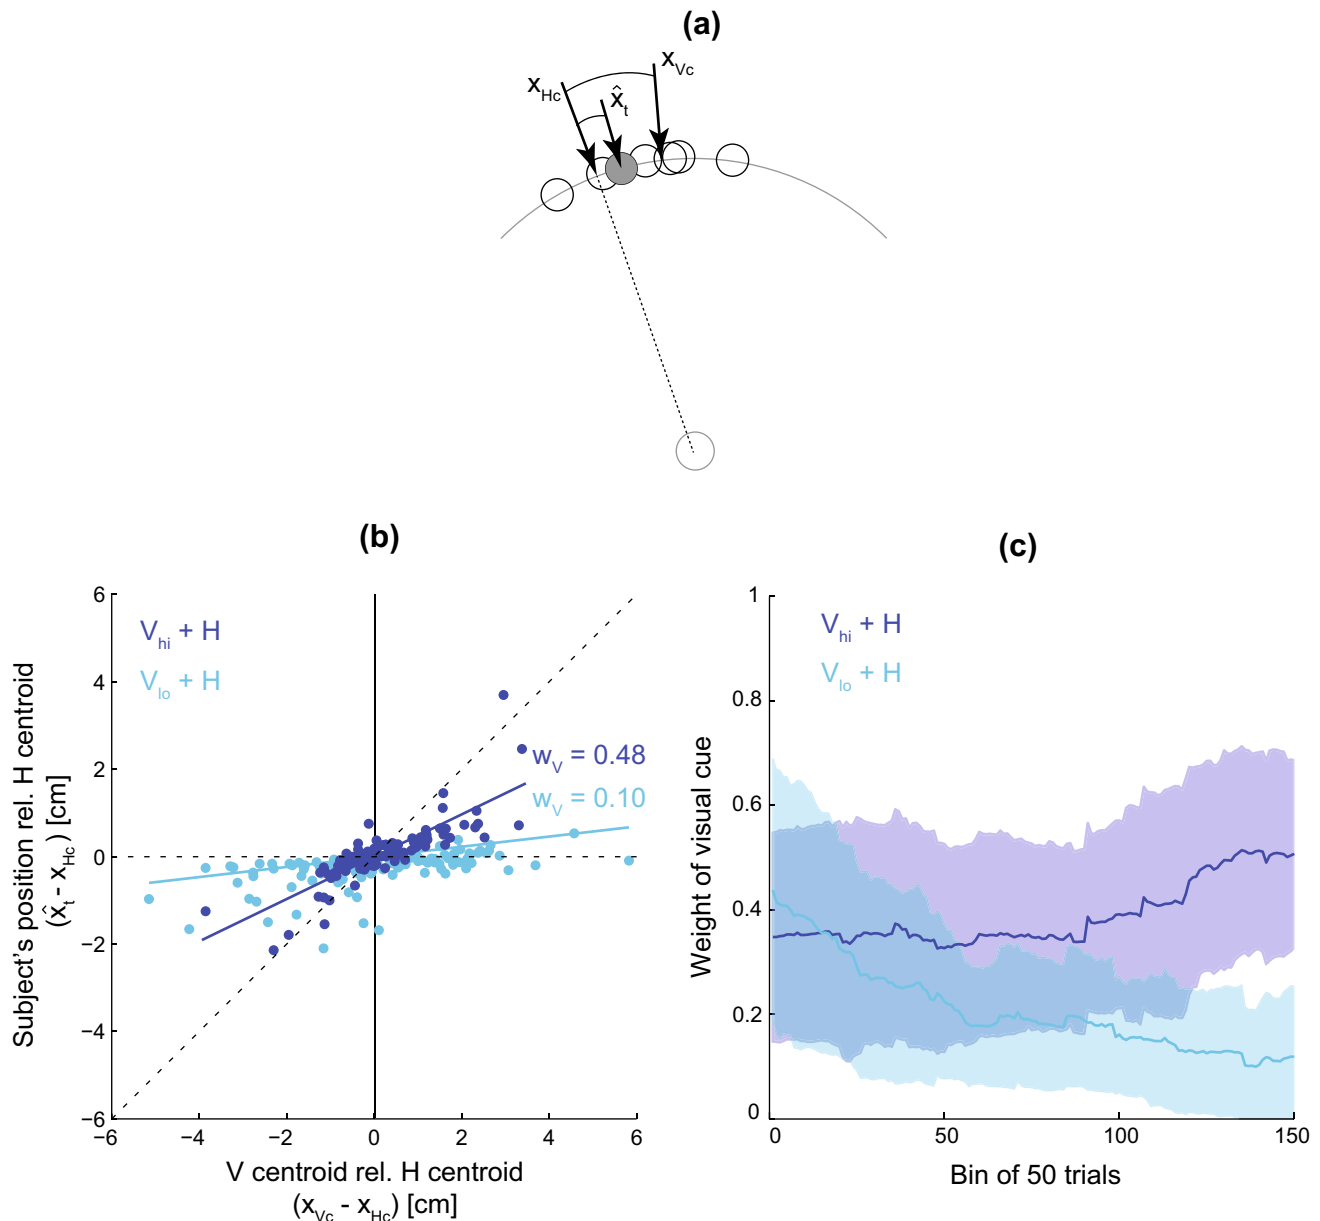 (a)
x_Vc
x_Hc
x̂_t
(b)
6
4
2
0
−2
−4
−6
−6
−4
−2
0
2
4
6
V_hi + H
V_lo + H
w_V = 0.48
w_V = 0.10
Subject's position rel. H centroid
(x̂_t - x_Hc) [cm]
V centroid rel. H centroid
(x_Vc - x_Hc) [cm]
(c)
1
0.8
0.6
0.4
0.2
0
0
50
100
150
V_hi + H
V_lo + H
Weight of visual cue
Bin of 50 trials